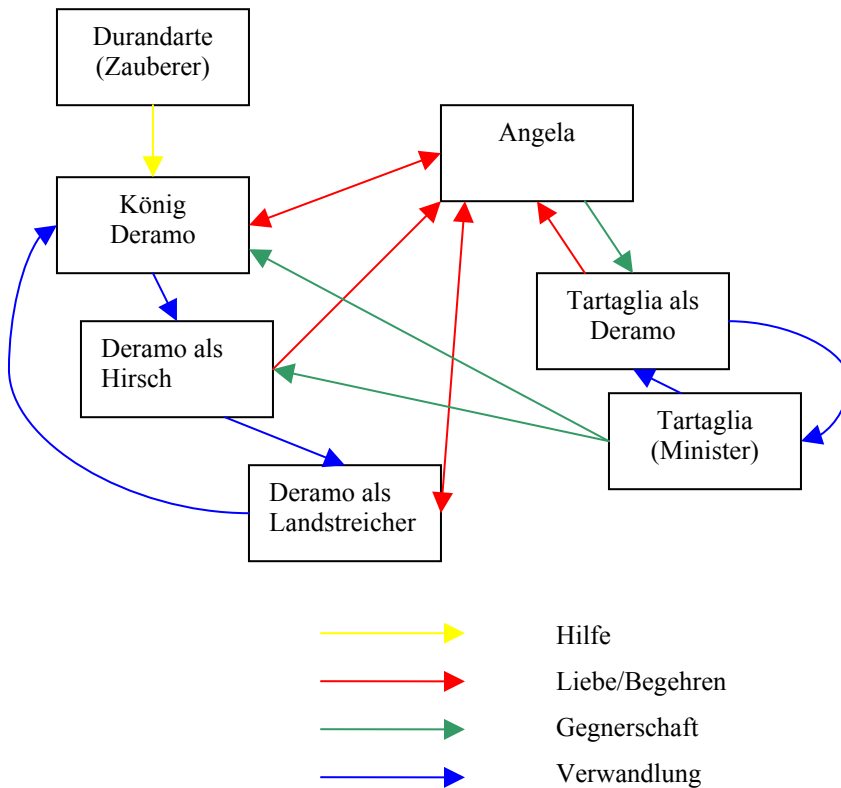 Durandarte
(Zauberer)
Angela
König
Deramo
Tartaglia als
Deramo
Deramo als
Hirsch
Tartaglia
(Minister)
Deramo als
Landstreicher
Hilfe
Liebe/Begehren
Gegnerschaft
Verwandlung